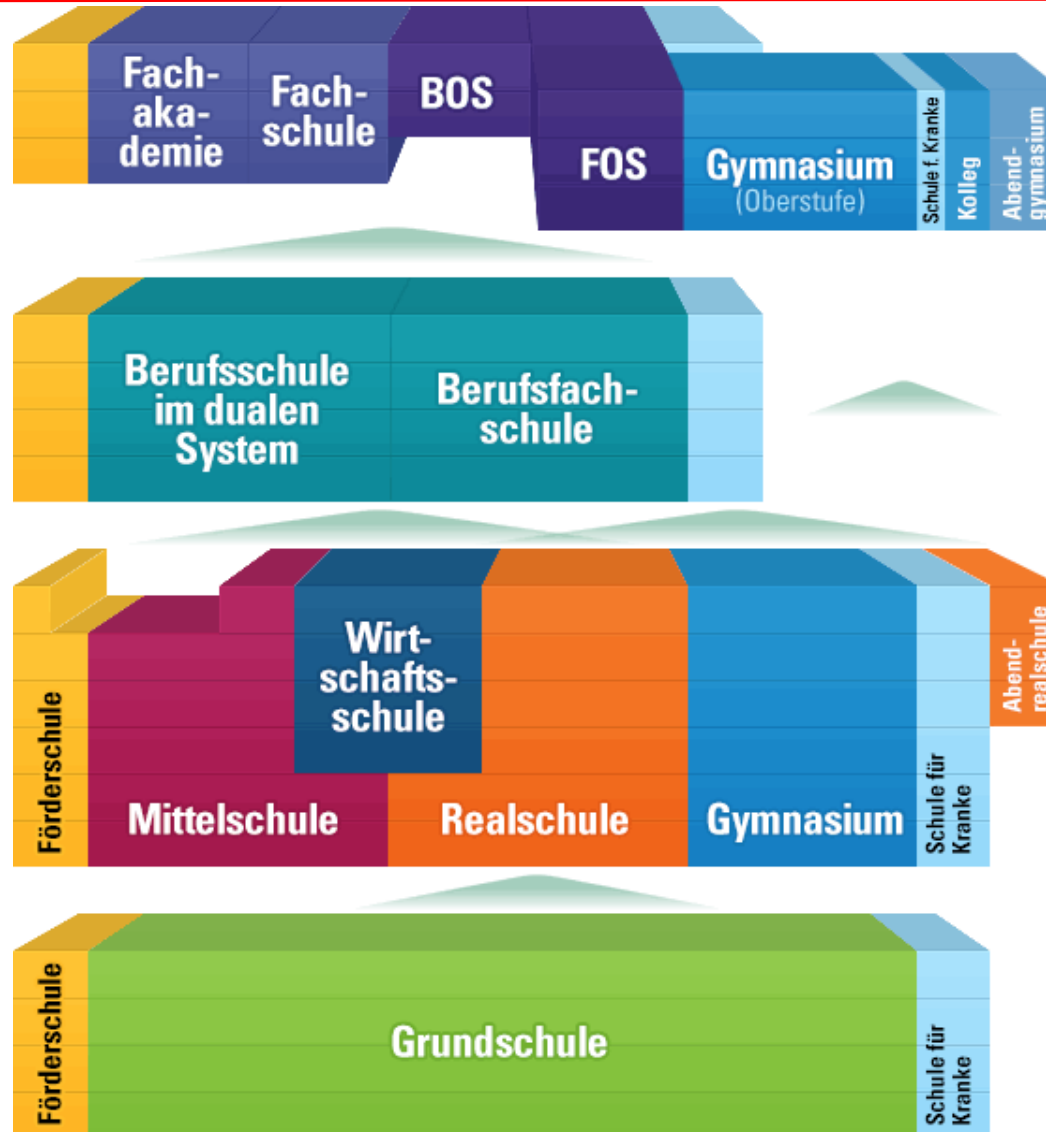 Fach-
aka-
demie
Fach-
schule
BOS
FOS
Gymnasium
(Oberstufe)
Schule f. Kranke
Kolleg
Abend-
gymnasium
Berufsschule
im dualen
System
Berufsfach-
schule
Förderschule
Mittelschule
Wirt-
schafts-
schule
Realschule
Gymnasium
Schule für
Kranke
Abend-
realschule
Förderschule
Grundschule
Schule für
Kranke